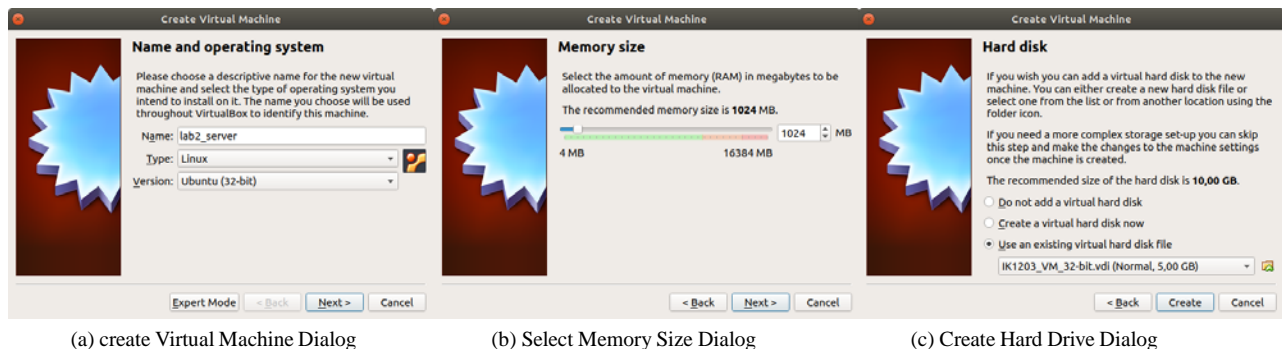 Create Virtual Machine
Name and operating system
Please choose a descriptive name for the new virtual
machine and select the type of operating system you
intend to install on it. The name you choose will be used
throughout VirtualBox to identify this machine.
Name: lab2_server
Type: Linux
Version: Ubuntu (32-bit)
Expert Mode < Back Next > Cancel
(a) create Virtual Machine Dialog
Create Virtual Machine
Memory size
Select the amount of memory (RAM) in megabytes to be
allocated to the virtual machine.
The recommended memory size is 1024 MB.
1024 MB
4 MB 16384 MB
< Back Next > Cancel
(b) Select Memory Size Dialog
Create Virtual Machine
Hard disk
If you wish you can add a virtual hard disk to the new
machine. You can either create a new hard disk file or
select one from the list or from another location using the
folder icon.
If you need a more complex storage set-up you can skip
this step and make the changes to the machine settings
once the machine is created.
The recommended size of the hard disk is 10,00 GB.
Do not add a virtual hard disk
Create a virtual hard disk now
Use an existing virtual hard disk file
IK1203_VM_32-bit.vdi (Normal, 5,00 GB)
< Back Create Cancel
(c) Create Hard Drive Dialog